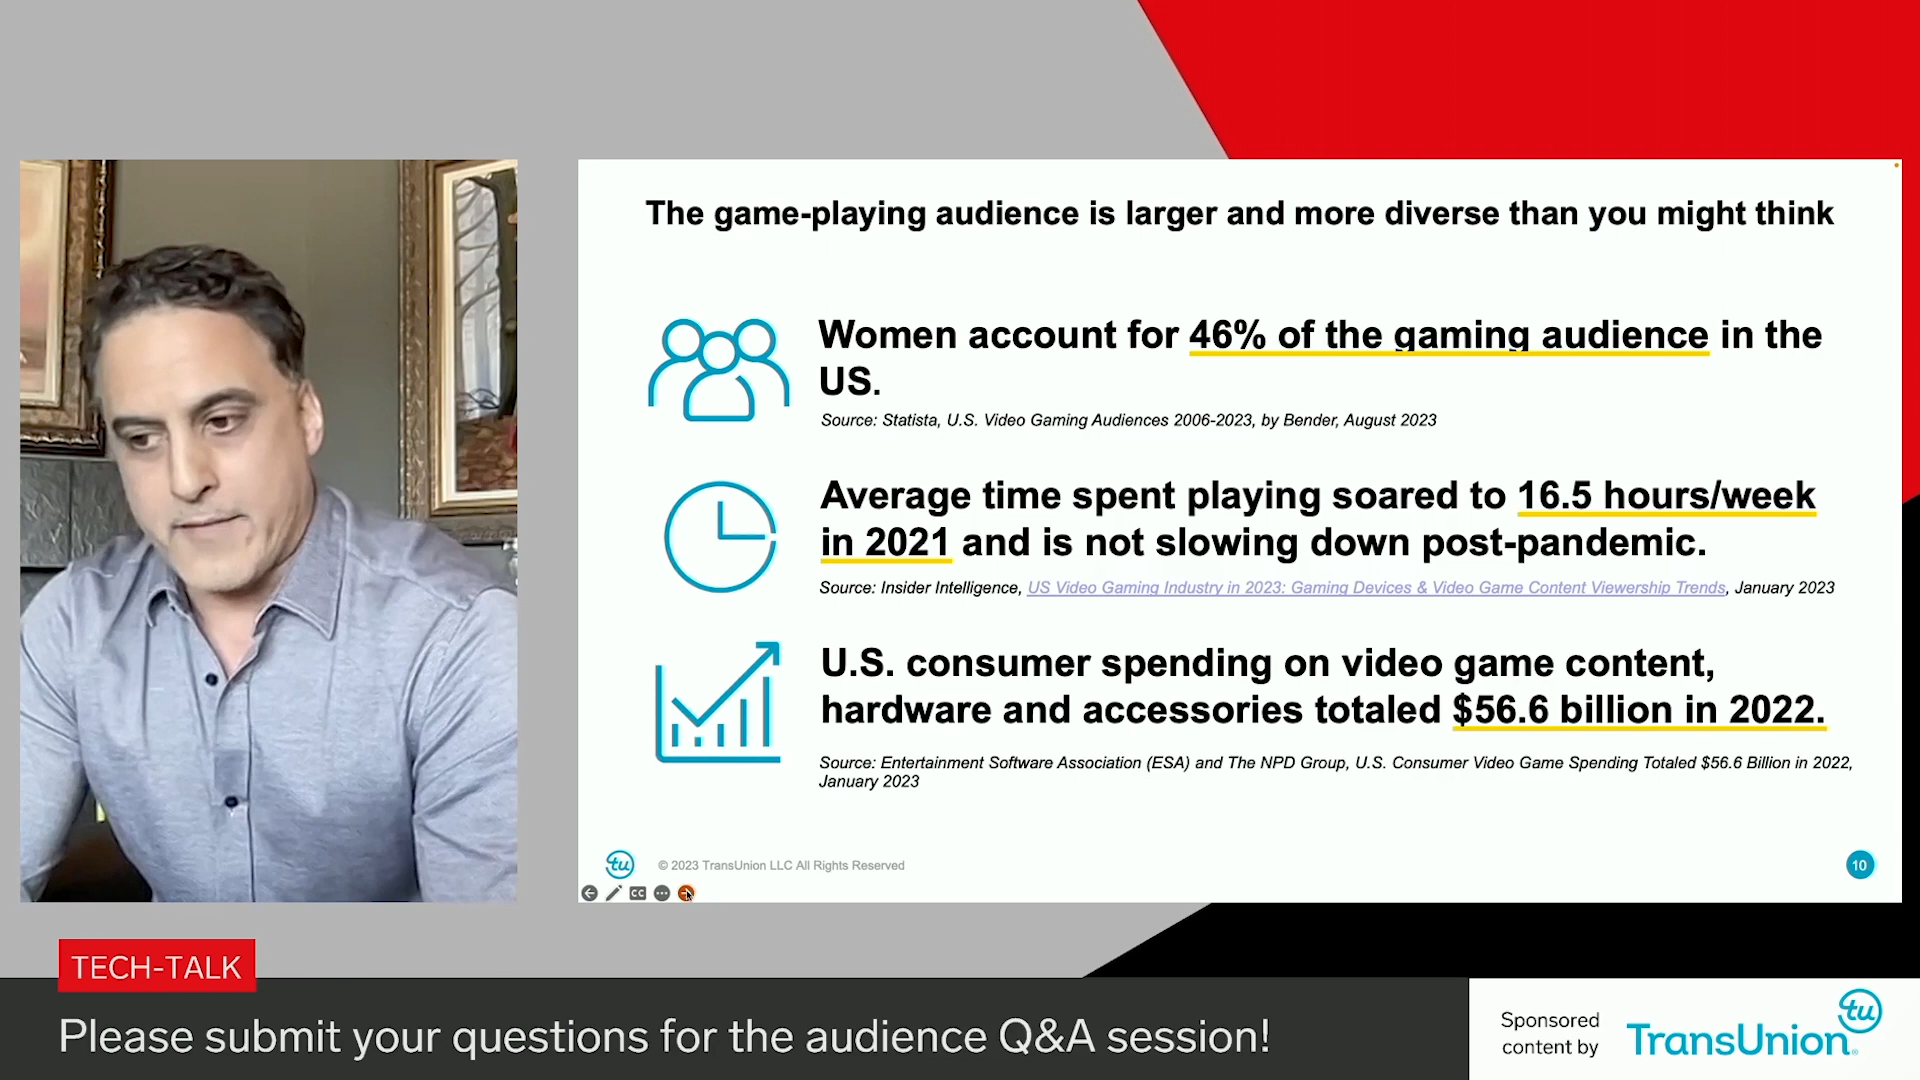 The game-playing audience is larger and more diverse than you might think
Women account for 46% of the gaming audience in the
US.
Source: Statista, U.S. Video Gaming Audiences 2006-2023, by Bender, August 2023
Average time spent playing soared to 16.5 hours/week
in 2021 and is not slowing down post-pandemic.
Source: Insider Intelligence, US Video Gaming Industry in 2023: Gaming Devices & Video Game Content Viewership Trends, January 2023
U.S. consumer spending on video game content,
hardware and accessories totaled $56.6 billion in 2022.
Source: Entertainment Software Association (ESA) and The NPD Group, U.S. Consumer Video Game Spending Totaled $56.6 Billion in 2022,
January 2023
tu
© 2023 TransUnion LLC All Rights Reserved
10
CC
TECH-TALK
Please submit your questions for the audience Q&A session!
Sponsored
content by
TransUnion
tu